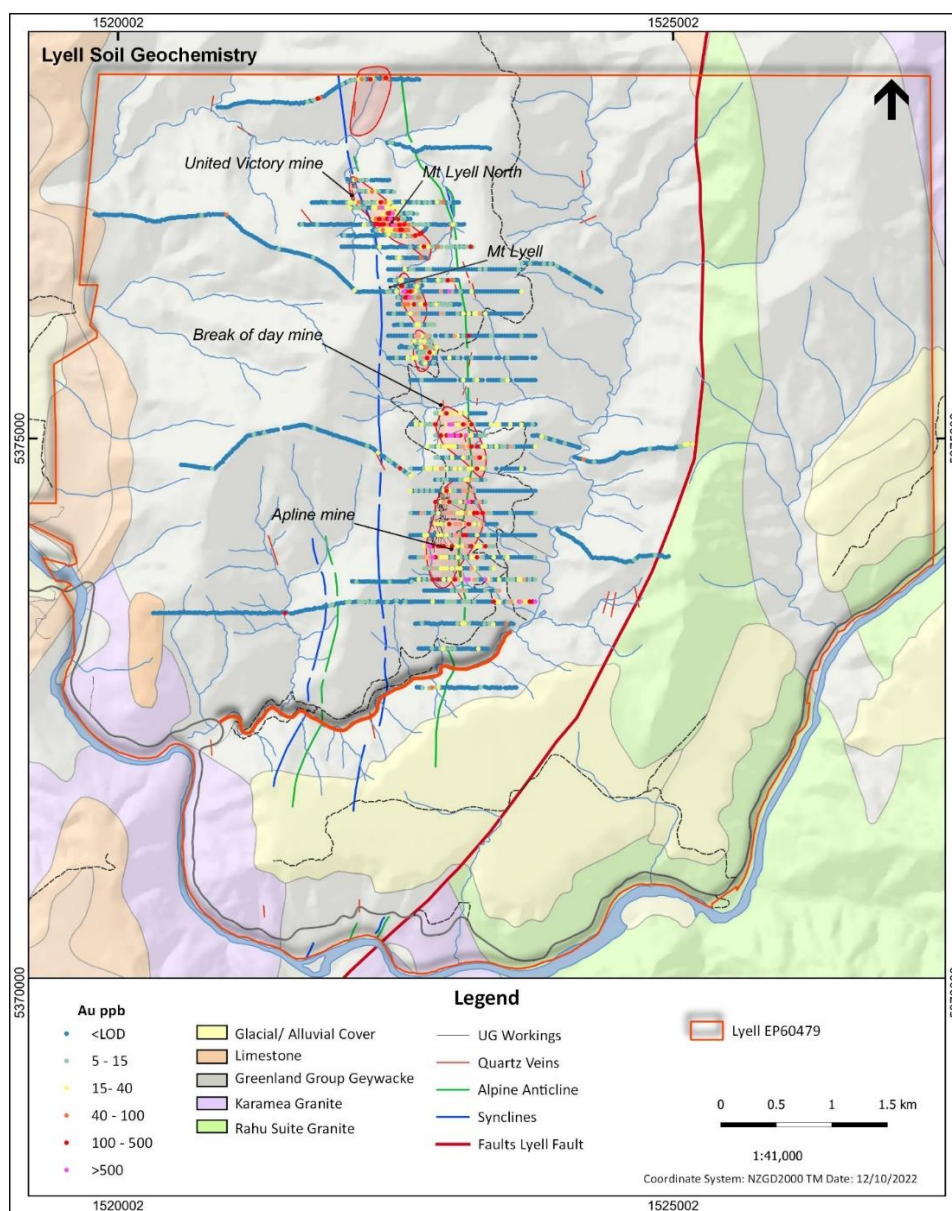 1520002 1525002
Lyell Soil Geochemistry
United Victory mine
Mt Lyell North
Mt Lyell
Break of day mine
5375000 5375000
Apline mine
5370000 5370000
Legend
Au ppb
<LOD
5 - 15
15- 40
40 - 100
100 - 500
>500
Glacial/ Alluvial Cover
Limestone
Greenland Group Geywacke
Karamea Granite
Rahu Suite Granite
UG Workings
Quartz Veins
Alpine Anticline
Synclines
Faults Lyell Fault
Lyell EP60479
0 0.5 1 1.5 km
1:41,000
Coordinate System: NZGD2000 TM Date: 12/10/2022
1520002 1525002